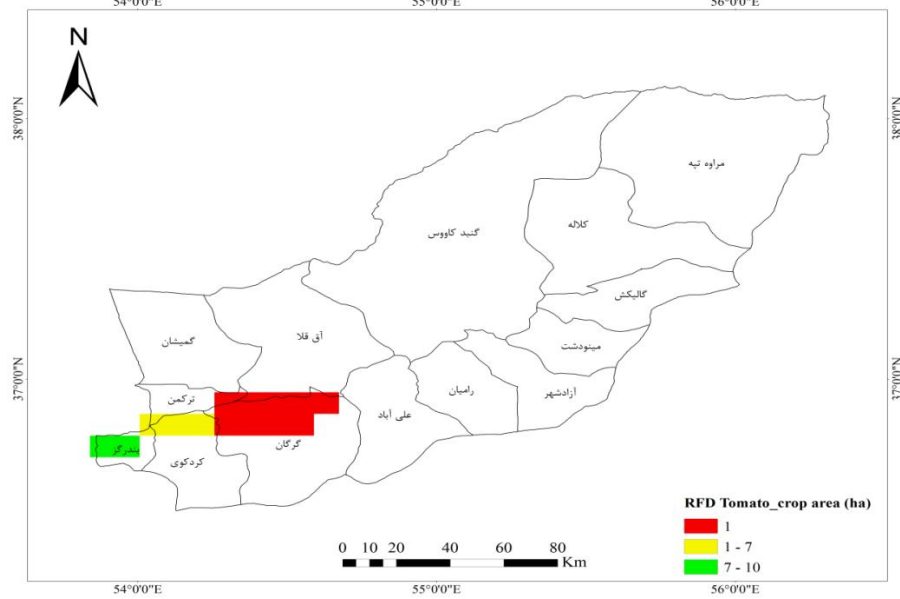 54°0'0"E 55°0'0"E 56°0'0"E
N
38°0'0"N 38°0'0"N
مراوه تپه
کلاله
گنبد کاووس
گالیکش
آق قلا
گمیشان
مینودشت
37°0'0"N 37°0'0"N
آزادشهر
رامیان
ترکمن
علی آباد
گرگان
بندرگز
کردکوی
RFD Tomato_crop area (ha)
1
1 - 7
7 - 10
0 10 20 40 60 80
Km
54°0'0"E 55°0'0"E 56°0'0"E